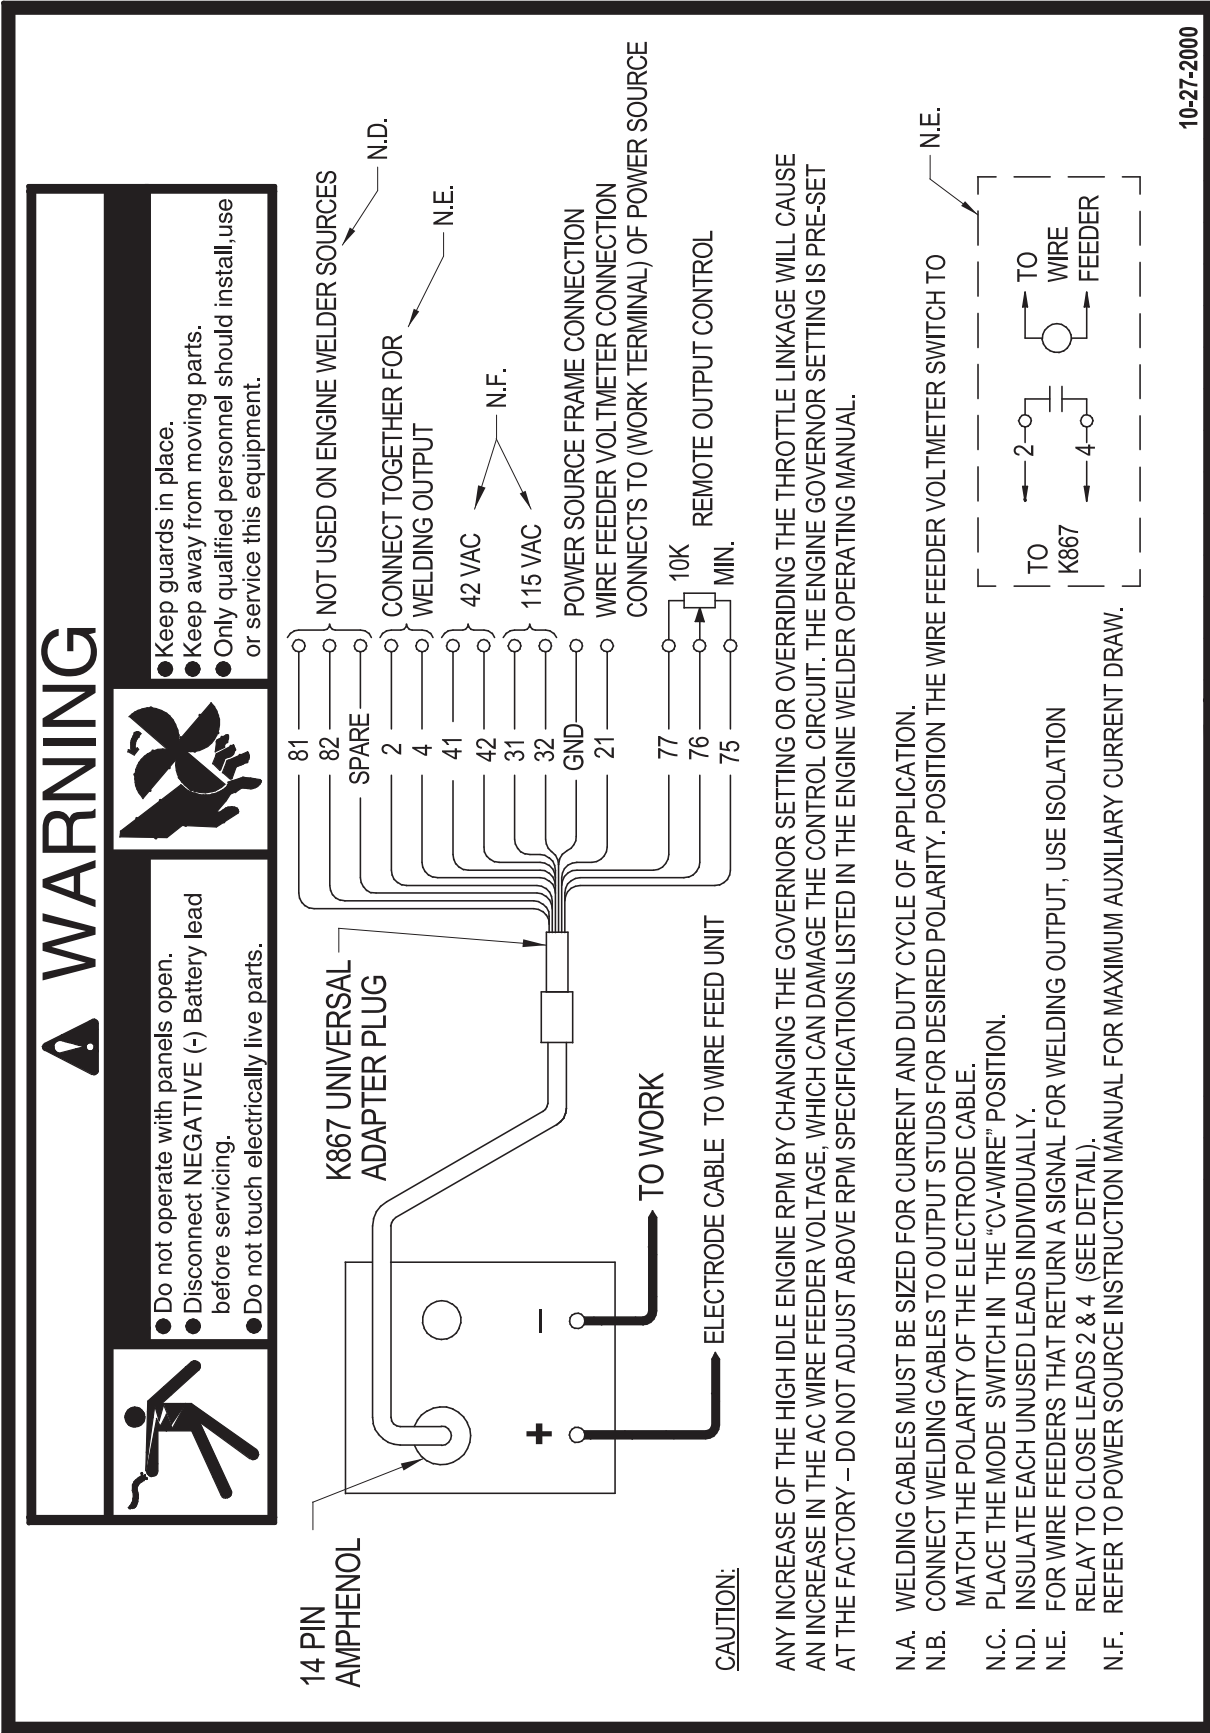 WARNING
Do not operate with panels open.
Disconnect NEGATIVE (-) Battery lead
before servicing.
Do not touch electrically live parts.
Keep guards in place.
Keep away from moving parts.
Only qualified personnel should install,use
or service this equipment.
14 PIN
AMPHENOL
K867 UNIVERSAL
ADAPTER PLUG
+
–
TO WORK
ELECTRODE CABLE TO WIRE FEED UNIT
81
82
SPARE
NOT USED ON ENGINE WELDER SOURCES
N.D.
2
4
CONNECT TOGETHER FOR
WELDING OUTPUT
N.E.
41
42
42 VAC
31
32
115 VAC
N.F.
GND
POWER SOURCE FRAME CONNECTION
21
WIRE FEEDER VOLTMETER CONNECTION
CONNECTS TO (WORK TERMINAL) OF POWER SOURCE
77
76
75
10K
MIN.
REMOTE OUTPUT CONTROL
CAUTION:
ANY INCREASE OF THE HIGH IDLE ENGINE RPM BY CHANGING THE GOVERNOR SETTING OR OVERRIDING THE THROTTLE LINKAGE WILL CAUSE
AN INCREASE IN THE AC WIRE FEEDER VOLTAGE, WHICH CAN DAMAGE THE CONTROL CIRCUIT. THE ENGINE GOVERNOR SETTING IS PRE-SET
AT THE FACTORY – DO NOT ADJUST ABOVE RPM SPECIFICATIONS LISTED IN THE ENGINE WELDER OPERATING MANUAL.
N.A. WELDING CABLES MUST BE SIZED FOR CURRENT AND DUTY CYCLE OF APPLICATION.
N.B. CONNECT WELDING CABLES TO OUTPUT STUDS FOR DESIRED POLARITY. POSITION THE WIRE FEEDER VOLTMETER SWITCH TO
MATCH THE POLARITY OF THE ELECTRODE CABLE.
N.C. PLACE THE MODE SWITCH IN THE “CV-WIRE” POSITION.
N.D. INSULATE EACH UNUSED LEADS INDIVIDUALLY.
N.E. FOR WIRE FEEDERS THAT RETURN A SIGNAL FOR WELDING OUTPUT, USE ISOLATION
RELAY TO CLOSE LEADS 2 & 4 (SEE DETAIL).
N.F. REFER TO POWER SOURCE INSTRUCTION MANUAL FOR MAXIMUM AUXILIARY CURRENT DRAW.
N.E.
TO
K867
2
4
TO
WIRE
FEEDER
10-27-2000